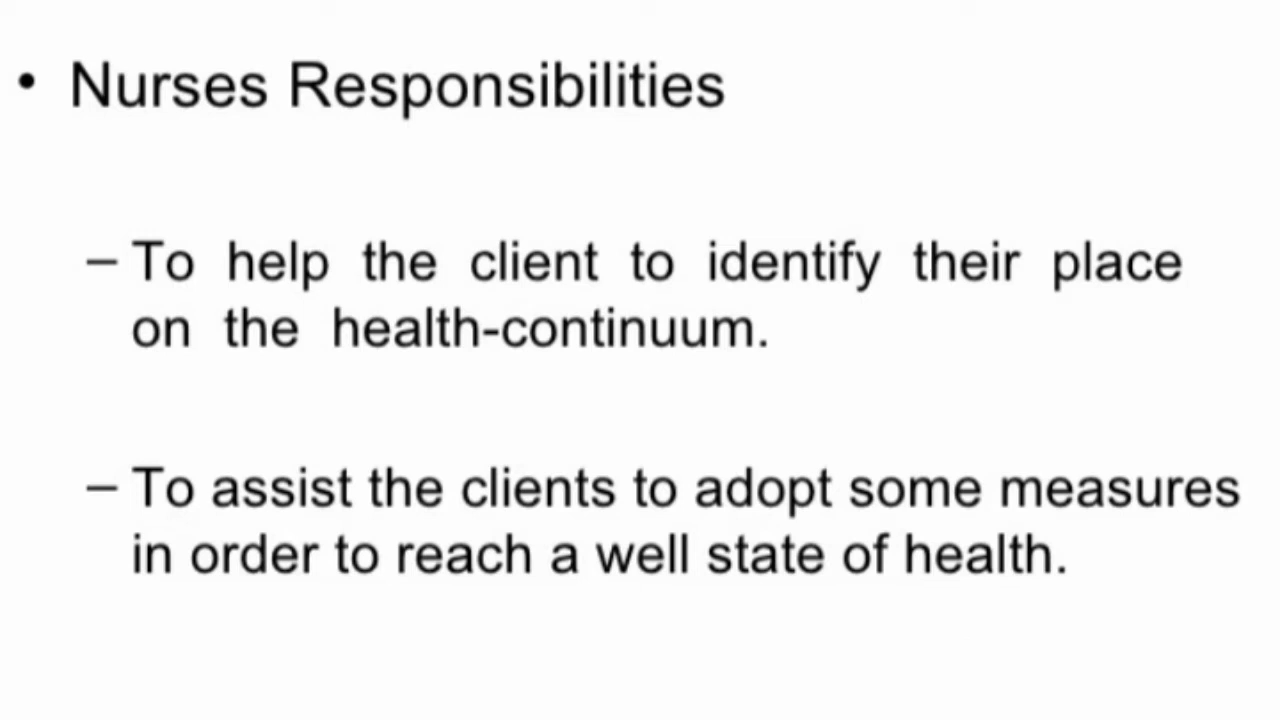 • Nurses Responsibilities
– To help the client to identify their place
on the health-continuum.
– To assist the clients to adopt some measures
in order to reach a well state of health.